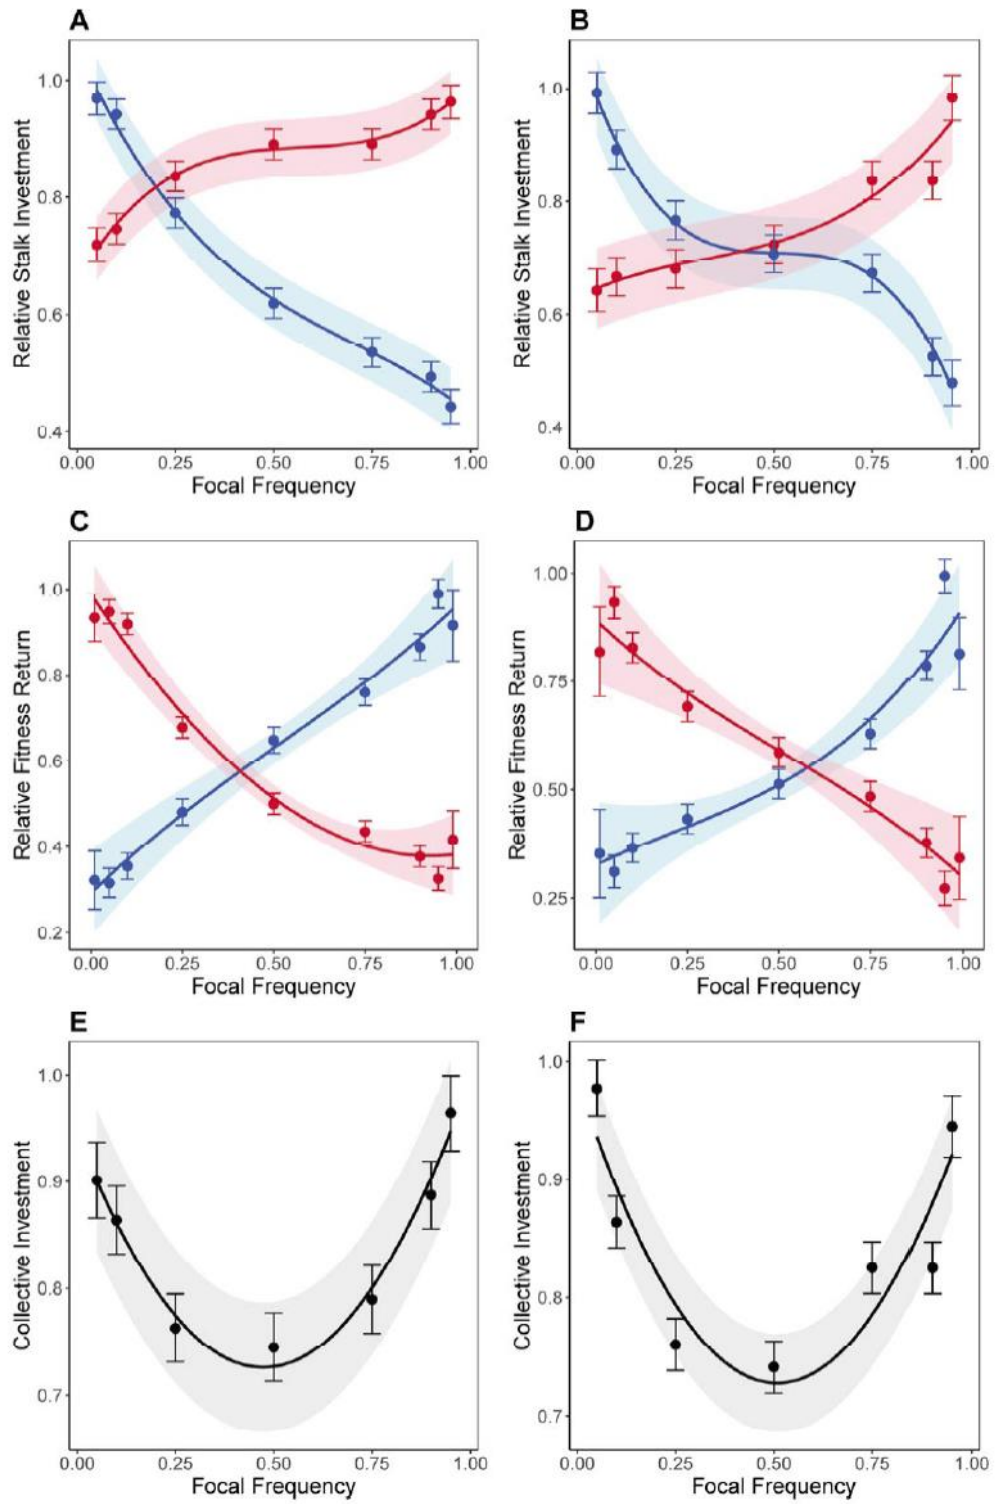 A
B
1.0
0.8
0.6
0.4
Relative Stalk Investment
0.00 0.25 0.50 0.75 1.00
Focal Frequency
1.0
0.8
0.6
0.4
Relative Stalk Investment
0.00 0.25 0.50 0.75 1.00
Focal Frequency
C
D
1.0
0.8
0.6
0.4
0.2
Relative Fitness Return
0.00 0.25 0.50 0.75 1.00
Focal Frequency
1.00
0.75
0.50
0.25
Relative Fitness Return
0.00 0.25 0.50 0.75 1.00
Focal Frequency
E
F
1.0
0.9
0.8
0.7
Collective Investment
0.00 0.25 0.50 0.75 1.00
Focal Frequency
1.0
0.9
0.8
0.7
Collective Investment
0.00 0.25 0.50 0.75 1.00
Focal Frequency